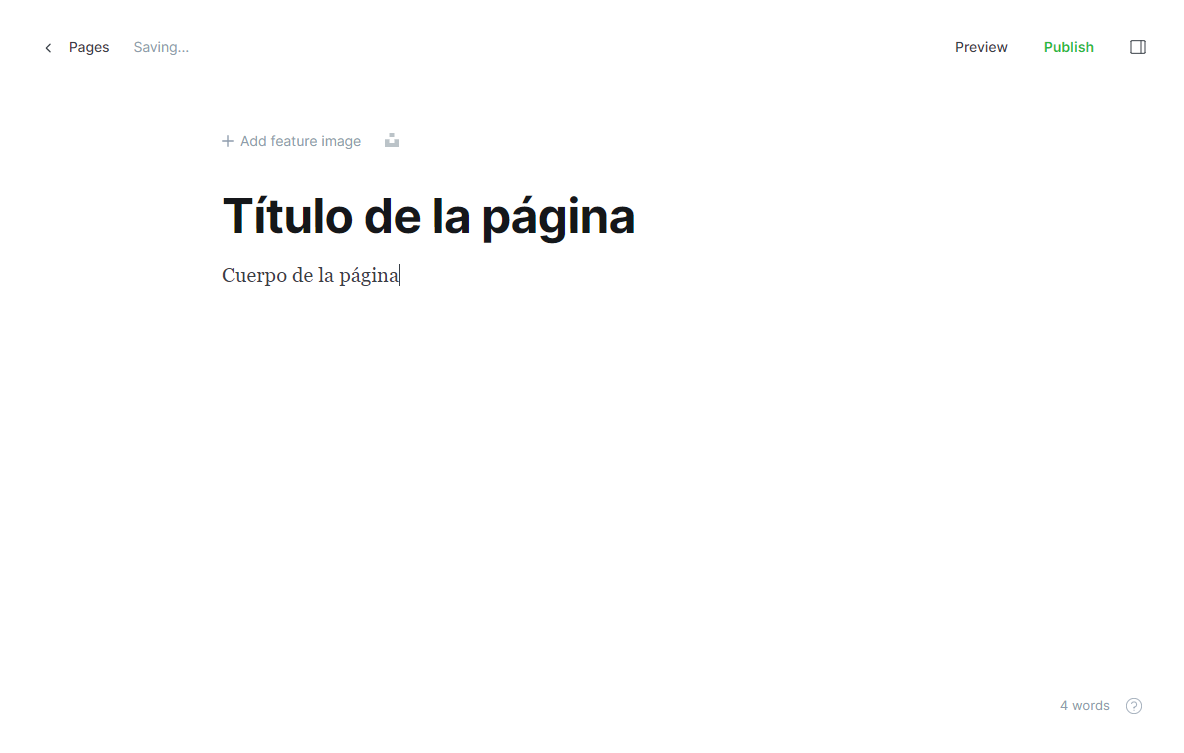 Pages Saving... Preview Publish
Add feature image
Título de la página
Cuerpo de la página
4 words